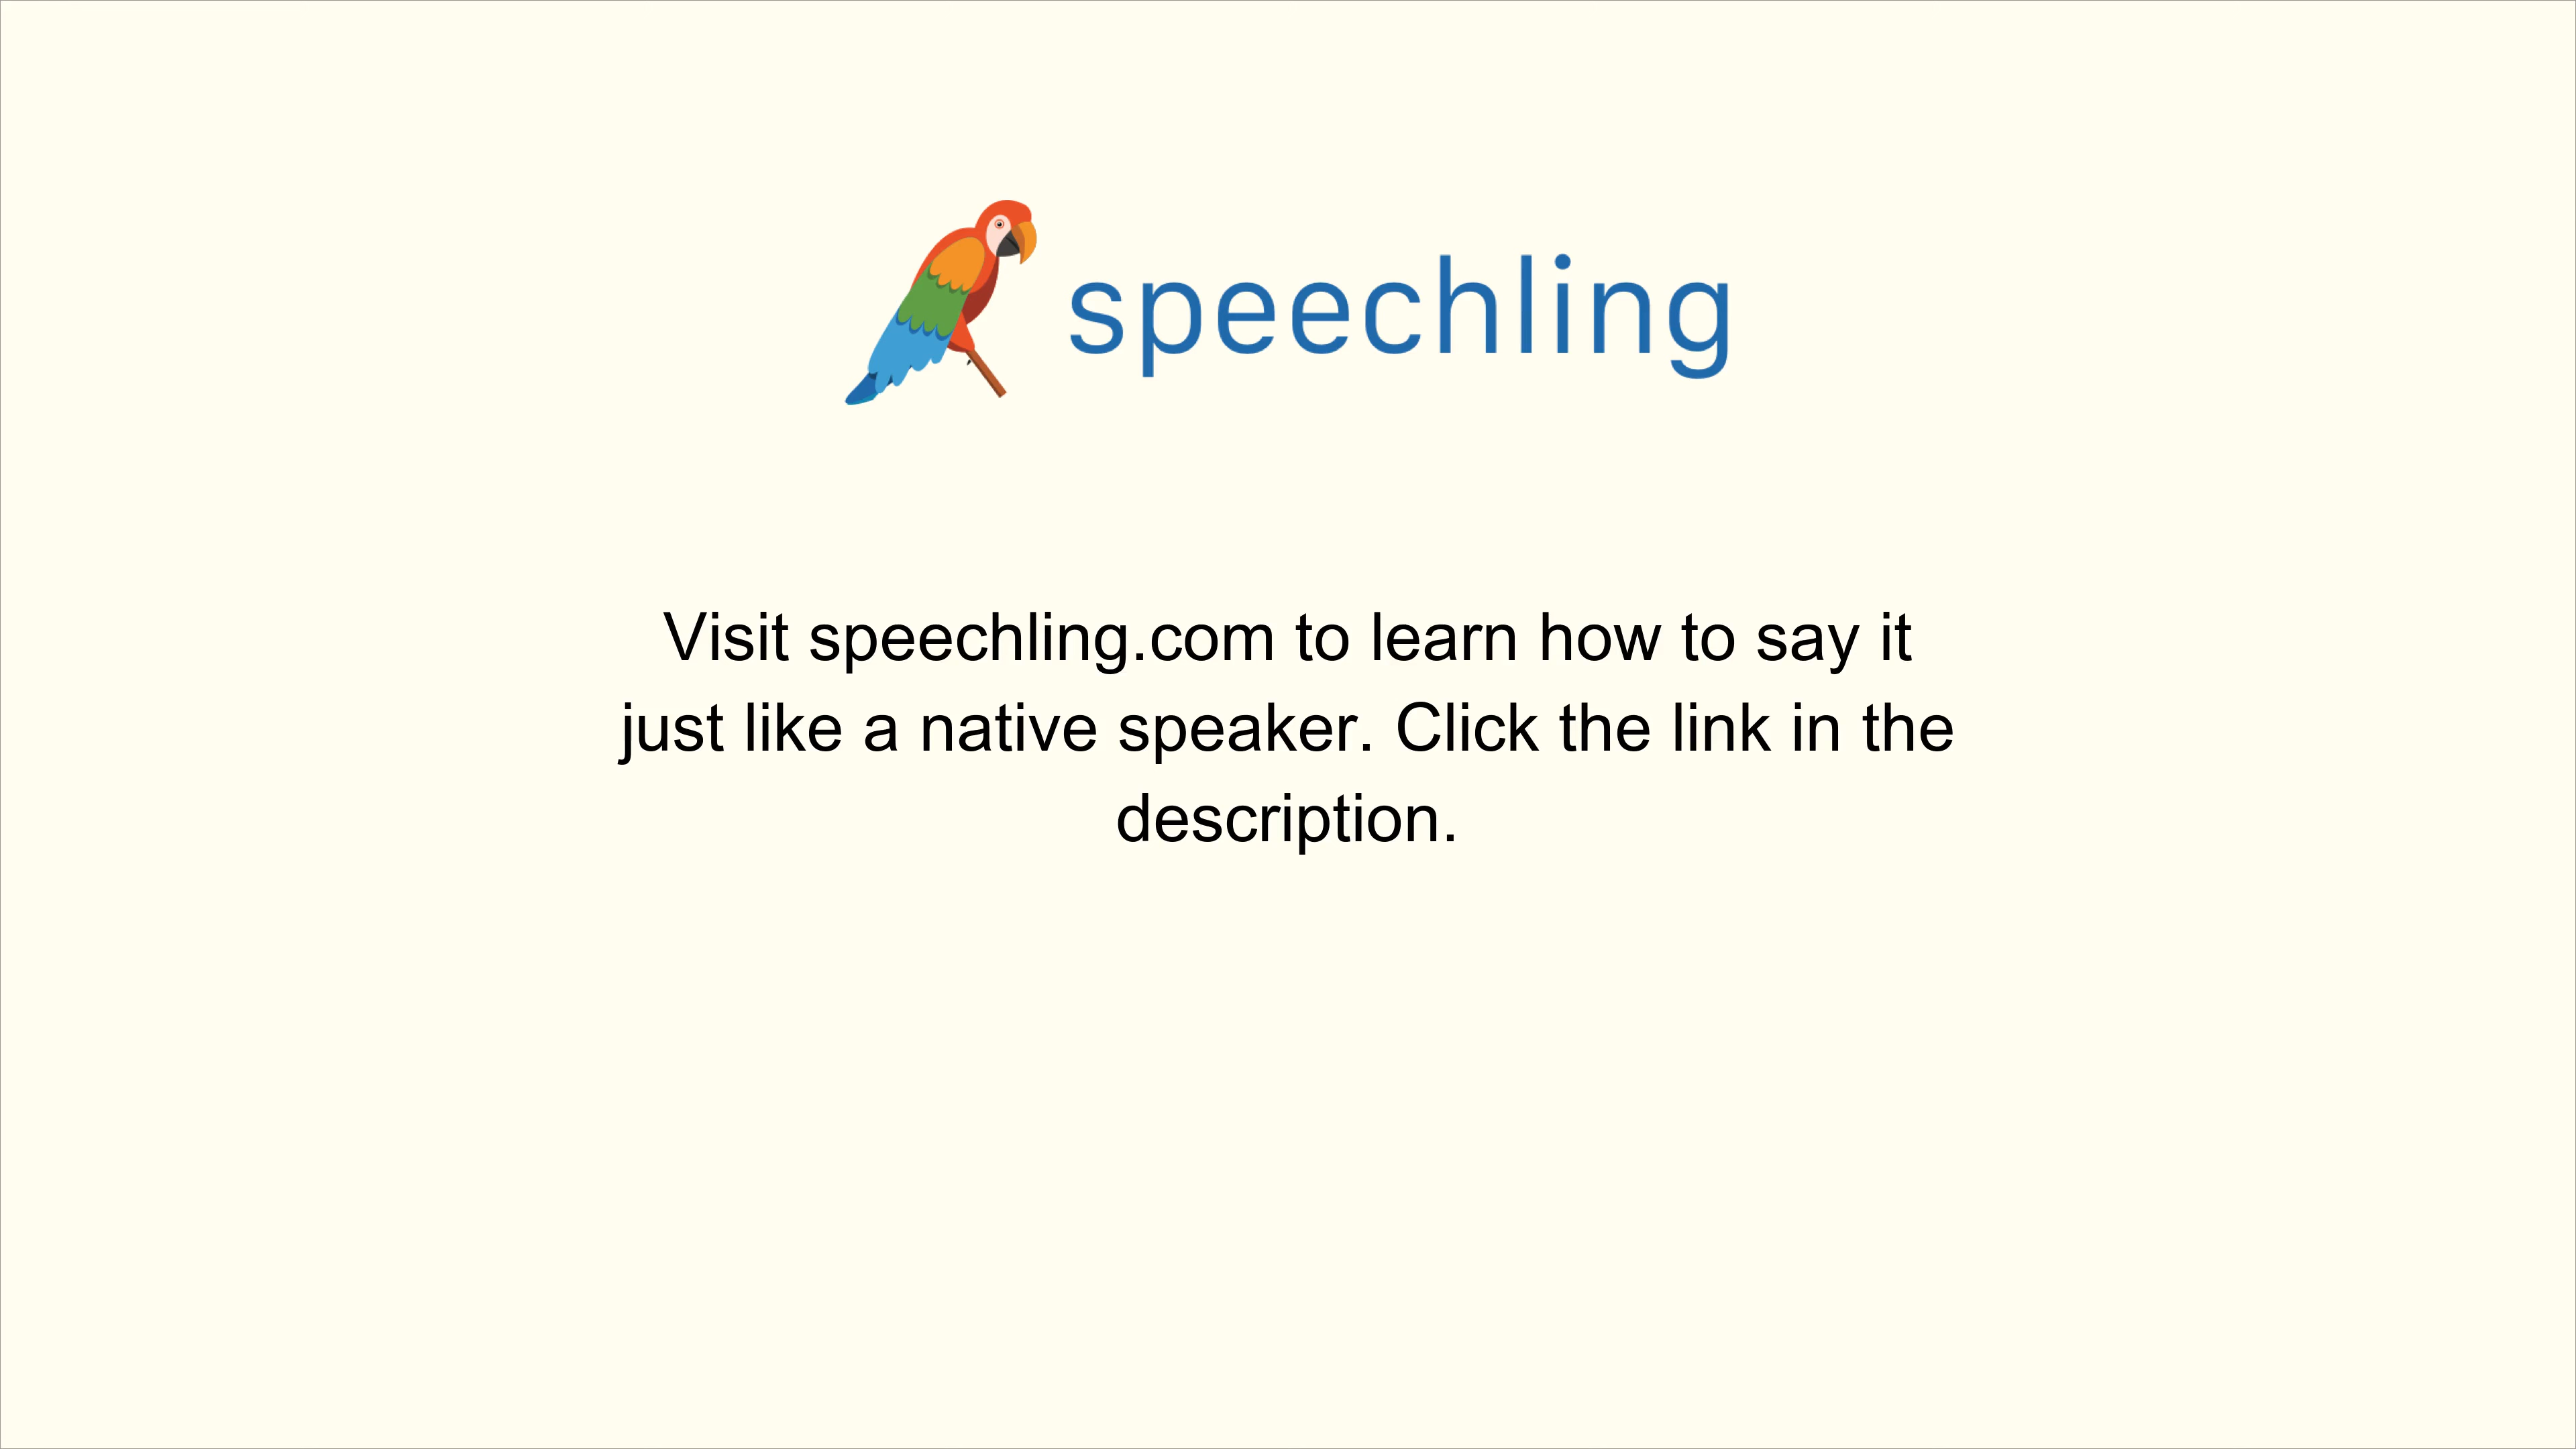 speechling
Visit speechling.com to learn how to say it
just like a native speaker. Click the link in the
description.